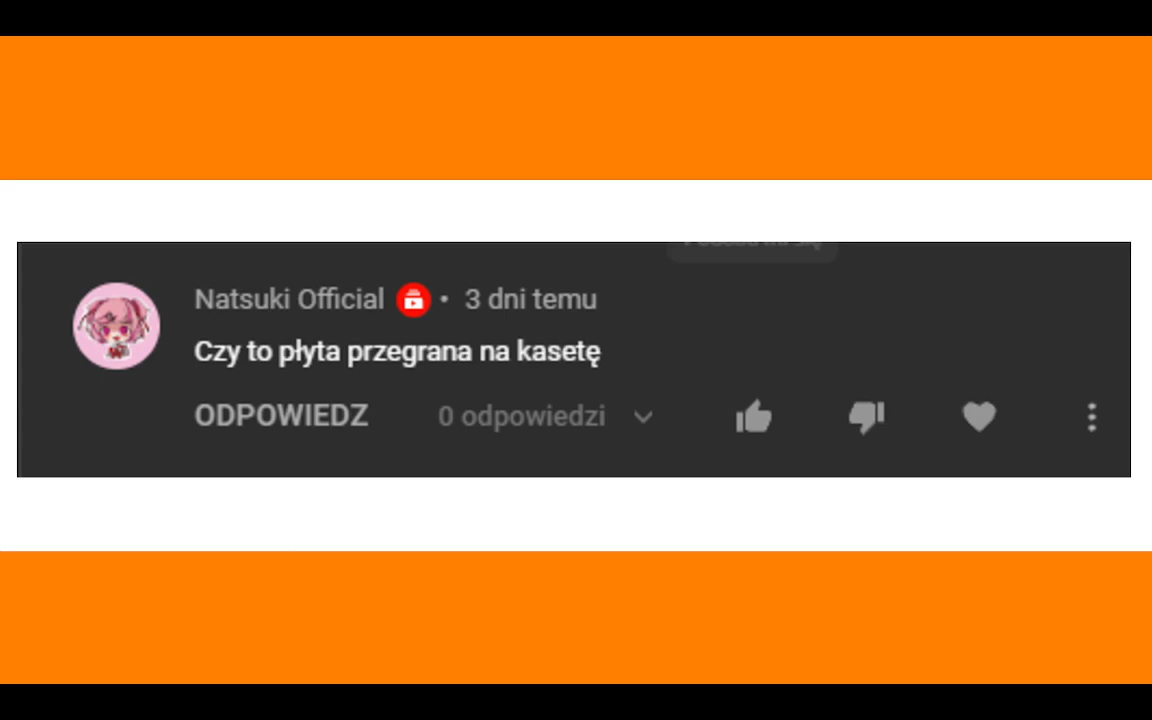 Natsuki Official • 3 dni temu
Czy to płyta przegrana na kasetę
ODPOWIEDZ 0 odpowiedzi